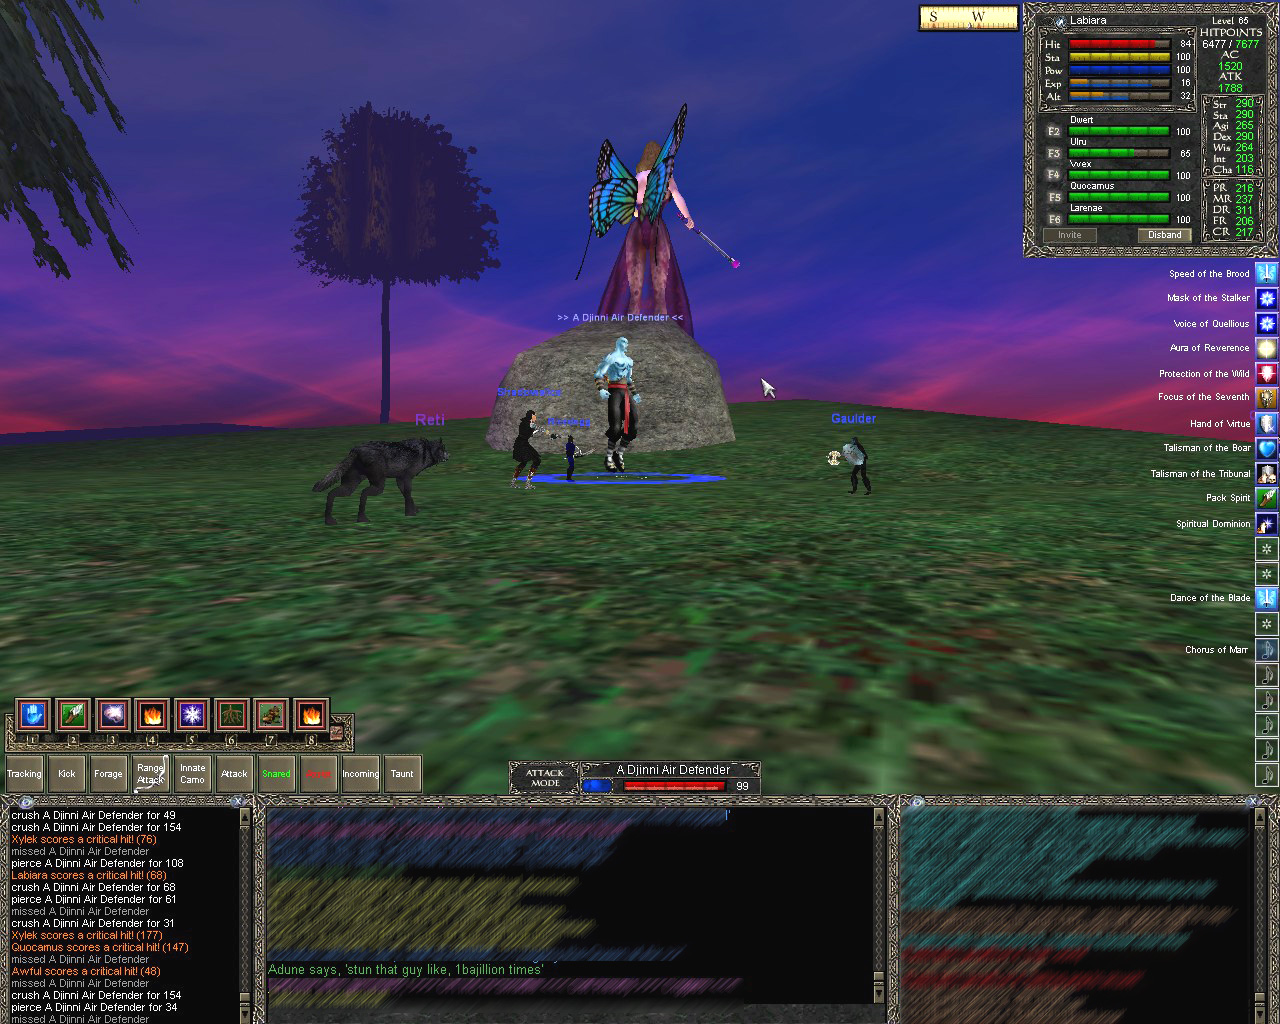 S W
Labiara
Level 65
HITPOINTS
6477 / 7677
AC
1520
ATK
1788
Hit 84
Sta 100
Pow 100
Exp 16
Alt 32
Str 290
Sta 290
Agi 265
Dex 290
Wis 264
Int 203
Cha 116
PR 216
MR 237
DR 311
FR 206
CR 217
Dwert
F2 100
Ulru
F3 65
F4 100
Quocamus
F5 100
Larenae
F6 100
Invite Disband
Speed of the Brood
Mask of the Stalker
Voice of Quellious
Aura of Reverence
Protection of the Wild
Focus of the Seventh
Hand of Virtue
Talisman of the Boar
Talisman of the Tribunal
Pack Spirit
Spiritual Dominion
Dance of the Blade
Chorus of Marr
>> A Djinni Air Defender <<
Reti
Gaulder
1 2 3 4 5 6 7 8
Tracking Kick Forage Range Attack Innate Camo Attack Snared Incoming Taunt
ATTACK MODE
A Djinni Air Defender
99
crush A Djinni Air Defender for 49
crush A Djinni Air Defender for 154
Xylek scores a critical hit! (76)
missed A Djinni Air Defender
pierce A Djinni Air Defender for 108
Labiara scores a critical hit! (68)
crush A Djinni Air Defender for 68
pierce A Djinni Air Defender for 61
missed A Djinni Air Defender
crush A Djinni Air Defender for 31
Xylek scores a critical hit! (177)
Quocamus scores a critical hit! (147)
missed A Djinni Air Defender
Awful scores a critical hit! (48)
missed A Djinni Air Defender
crush A Djinni Air Defender for 154
pierce A Djinni Air Defender for 34
missed A Djinni Air Defender
Adune says, 'stun that guy like, 1bajillion times'